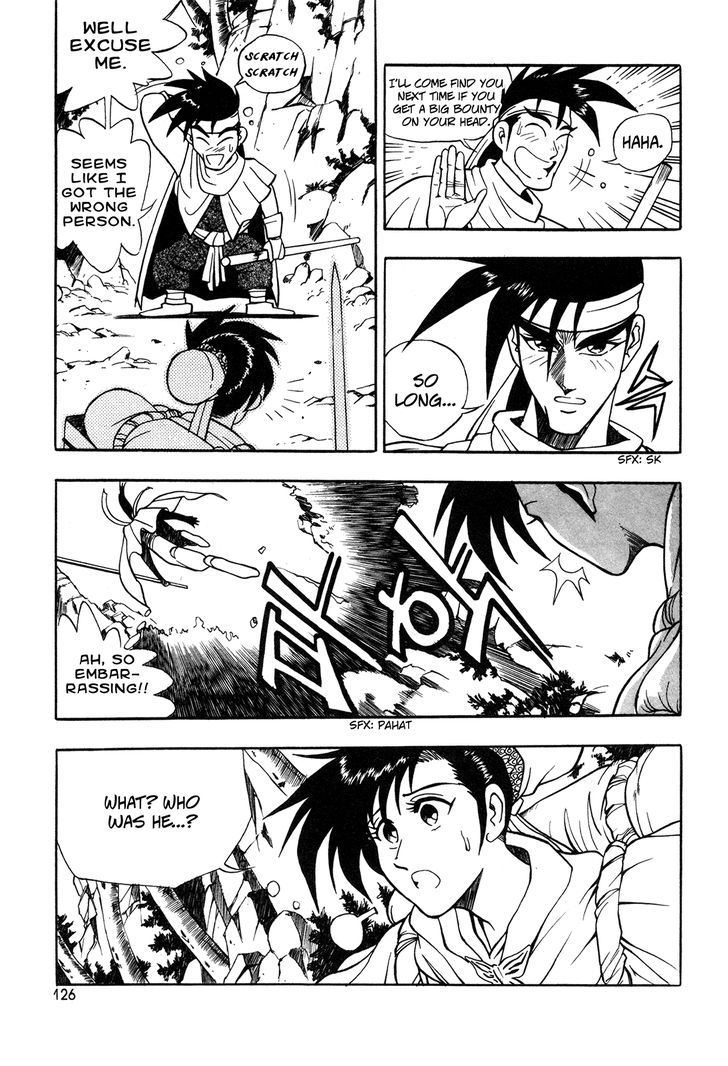 WELL
EXCUSE
ME.
SCRATCH
SCRATCH
SEEMS
LIKE I
GOT THE
WRONG
PERSON.
I'LL COME FIND YOU
NEXT TIME IF YOU
GET A BIG BOUNTY
ON YOUR HEAD.
HAHA.
SO
LONG...
SFX: SK
AH, SO
EMBAR-
RASSING!!
SFX: PAHAT
WHAT? WHO
WAS HE...?
126